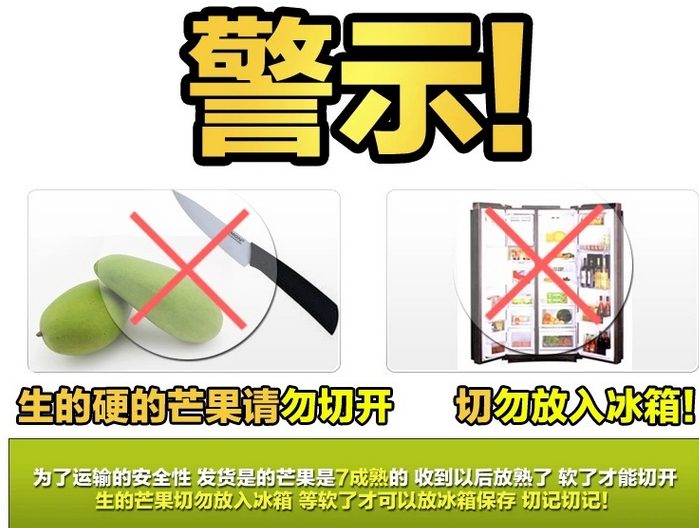 警示!
生的硬的芒果请勿切开
切勿放入冰箱!
为了运输的安全性 发货是的芒果是7成熟的 收到以后放熟了 软了才能切开
生的芒果切勿放入冰箱 等软了才可以放冰箱保存 切记切记!